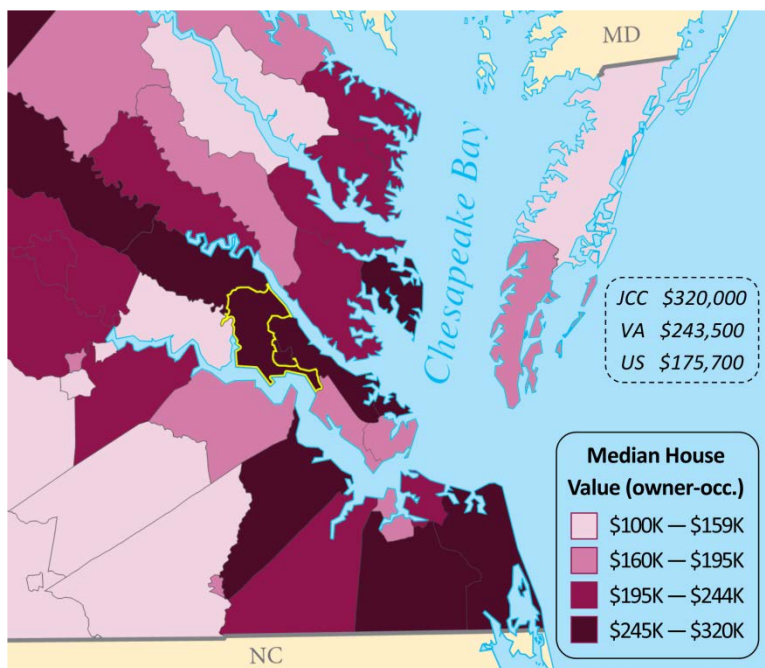 MD
Chesapeake Bay
JCC $320,000
VA $243,500
US $175,700
Median House
Value (owner-occ.)
$100K — $159K
$160K — $195K
$195K — $244K
$245K — $320K
NC